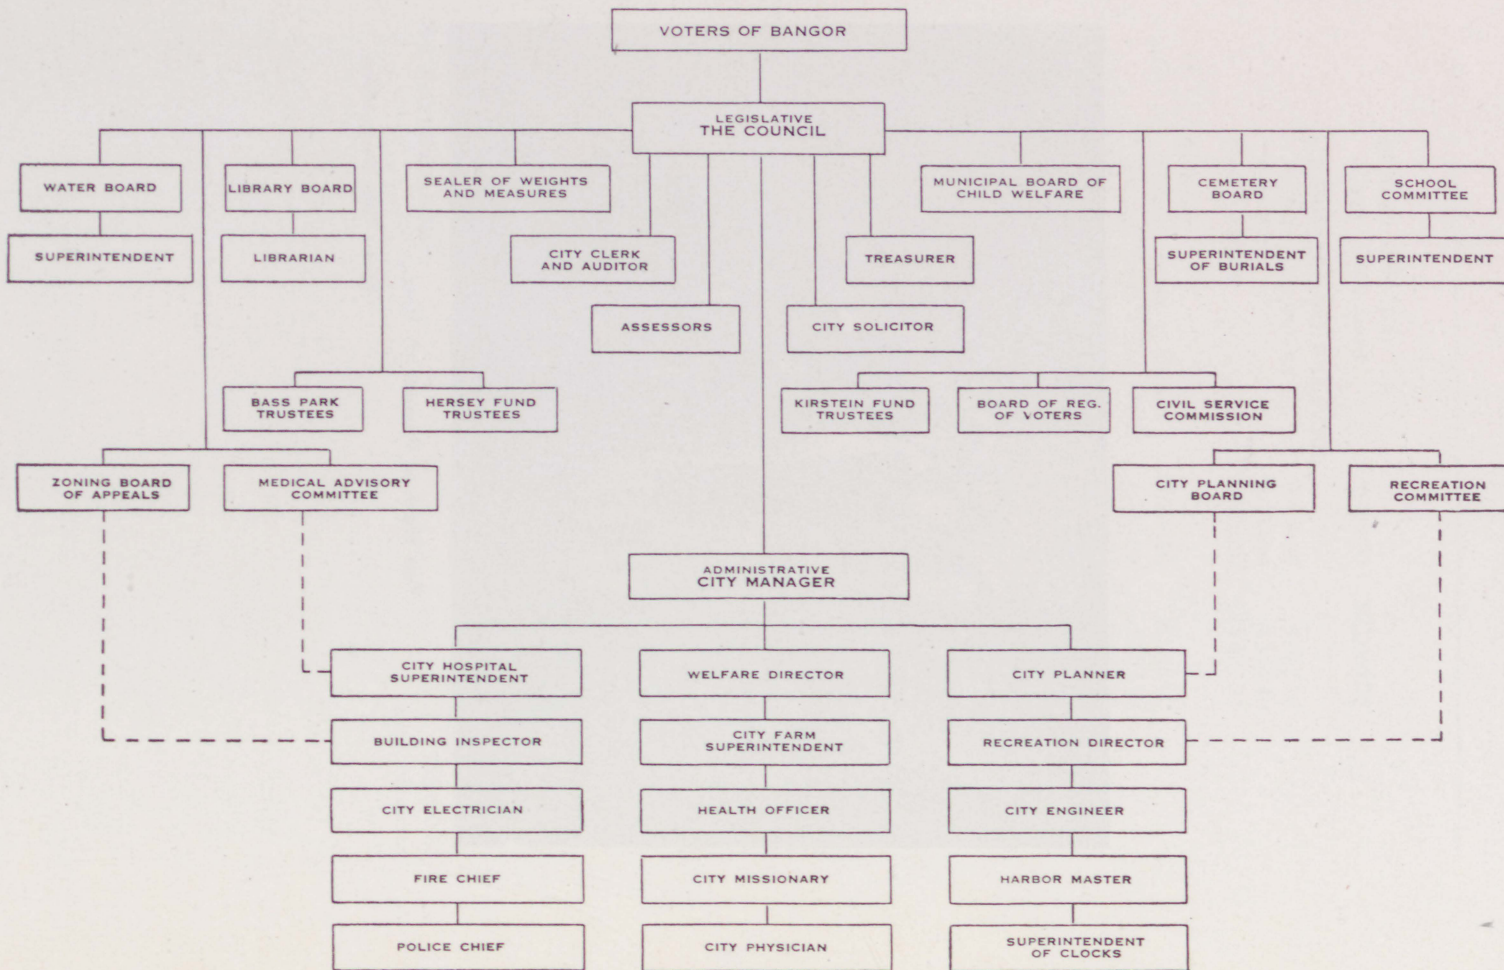 VOTERS OF BANGOR
LEGISLATIVE
THE COUNCIL
WATER BOARD
LIBRARY BOARD
SEALER OF WEIGHTS
AND MEASURES
MUNICIPAL BOARD OF
CHILD WELFARE
CEMETERY
BOARD
SCHOOL
COMMITTEE
SUPERINTENDENT
LIBRARIAN
CITY CLERK
AND AUDITOR
TREASURER
SUPERINTENDENT
OF BURIALS
SUPERINTENDENT
ASSESSORS
CITY SOLICITOR
BASS PARK
TRUSTEES
HERSEY FUND
TRUSTEES
KIRSTEIN FUND
TRUSTEES
BOARD OF REG.
OF VOTERS
CIVIL SERVICE
COMMISSION
ZONING BOARD
OF APPEALS
MEDICAL ADVISORY
COMMITTEE
CITY PLANNING
BOARD
RECREATION
COMMITTEE
ADMINISTRATIVE
CITY MANAGER
CITY HOSPITAL
SUPERINTENDENT
WELFARE DIRECTOR
CITY PLANNER
BUILDING INSPECTOR
CITY FARM
SUPERINTENDENT
RECREATION DIRECTOR
CITY ELECTRICIAN
HEALTH OFFICER
CITY ENGINEER
FIRE CHIEF
CITY MISSIONARY
HARBOR MASTER
POLICE CHIEF
CITY PHYSICIAN
SUPERINTENDENT
OF CLOCKS